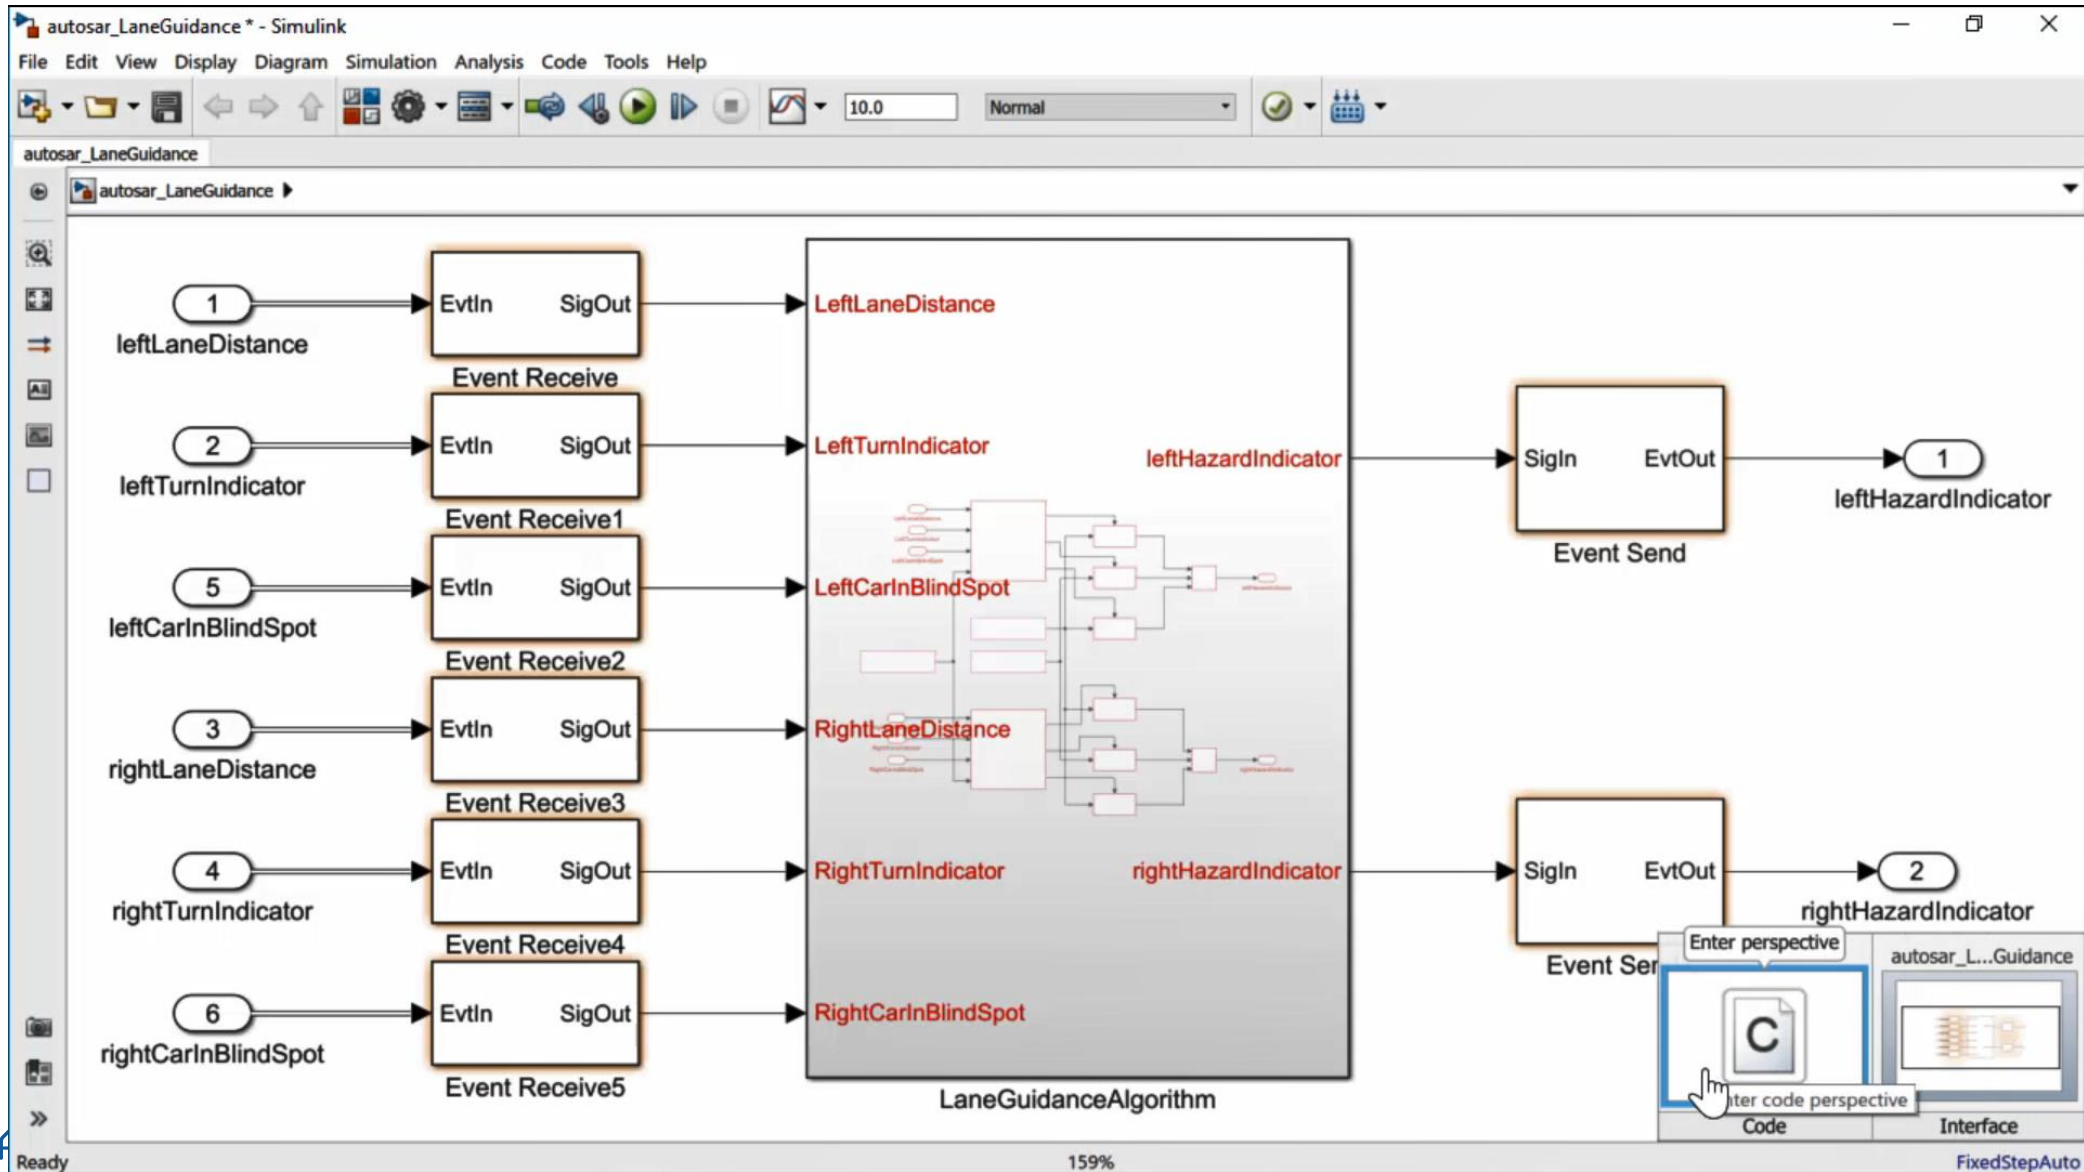 autosar_LaneGuidance * - Simulink
File Edit View Display Diagram Simulation Analysis Code Tools Help
10.0 Normal
autosar_LaneGuidance
autosar_LaneGuidance
1 EvtIn SigOut LeftLaneDistance
leftLaneDistance
Event Receive
2 EvtIn SigOut LeftTurnIndicator
leftTurnIndicator
Event Receive1
leftHazardIndicator SigIn EvtOut 1
leftHazardIndicator
Event Send
5 EvtIn SigOut LeftCarInBlindSpot
leftCarInBlindSpot
Event Receive2
3 EvtIn SigOut RightLaneDistance
rightLaneDistance
Event Receive3
4 EvtIn SigOut RightTurnIndicator
rightTurnIndicator
Event Receive4
rightHazardIndicator SigIn EvtOut 2
rightHazardIndicator
Event
6 EvtIn SigOut RightCarInBlindSpot
rightCarInBlindSpot
Event Receive5
LaneGuidanceAlgorithm
Enter perspective
autosar_L...Guidance
C
code perspective
Code Interface
Ready 159% FixedStepAuto